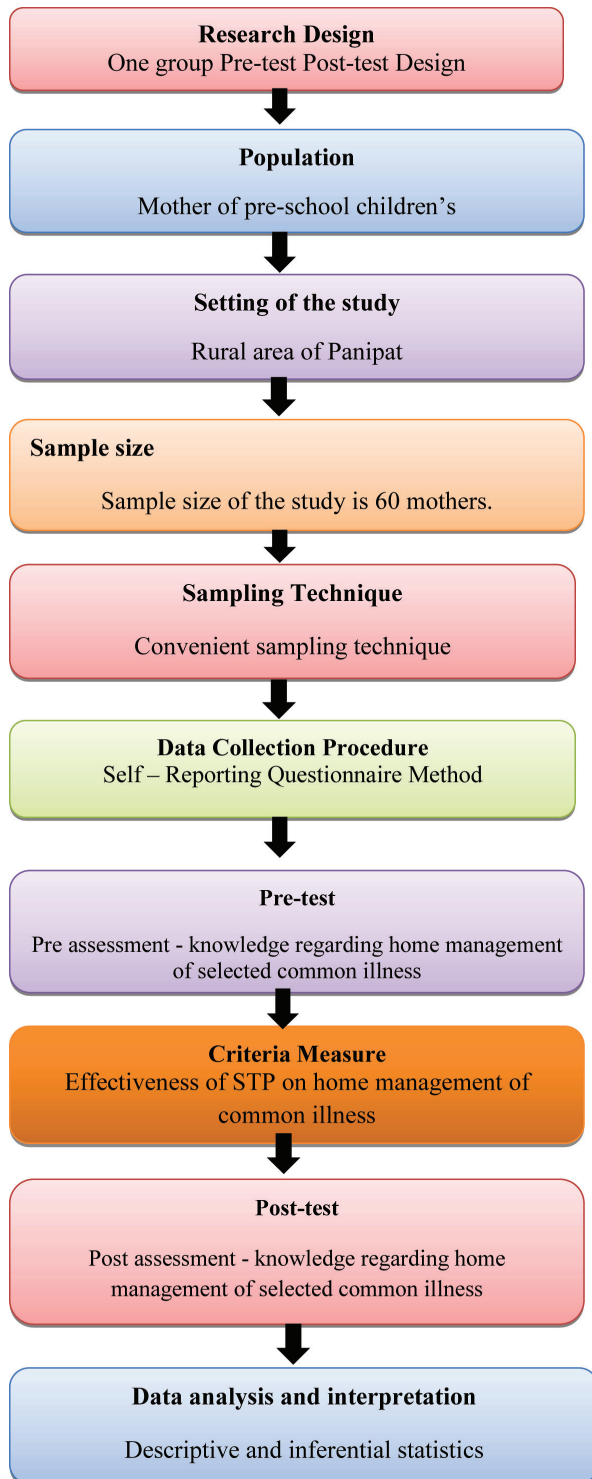 Research Design
One group Pre-test Post-test Design
Population
Mother of pre-school children’s
Setting of the study
Rural area of Panipat
Sample size
Sample size of the study is 60 mothers.
Sampling Technique
Convenient sampling technique
Data Collection Procedure
Self – Reporting Questionnaire Method
Pre-test
Pre assessment - knowledge regarding home management
of selected common illness
Criteria Measure
Effectiveness of STP on home management of
common illness
Post-test
Post assessment - knowledge regarding home
management of selected common illness
Data analysis and interpretation
Descriptive and inferential statistics